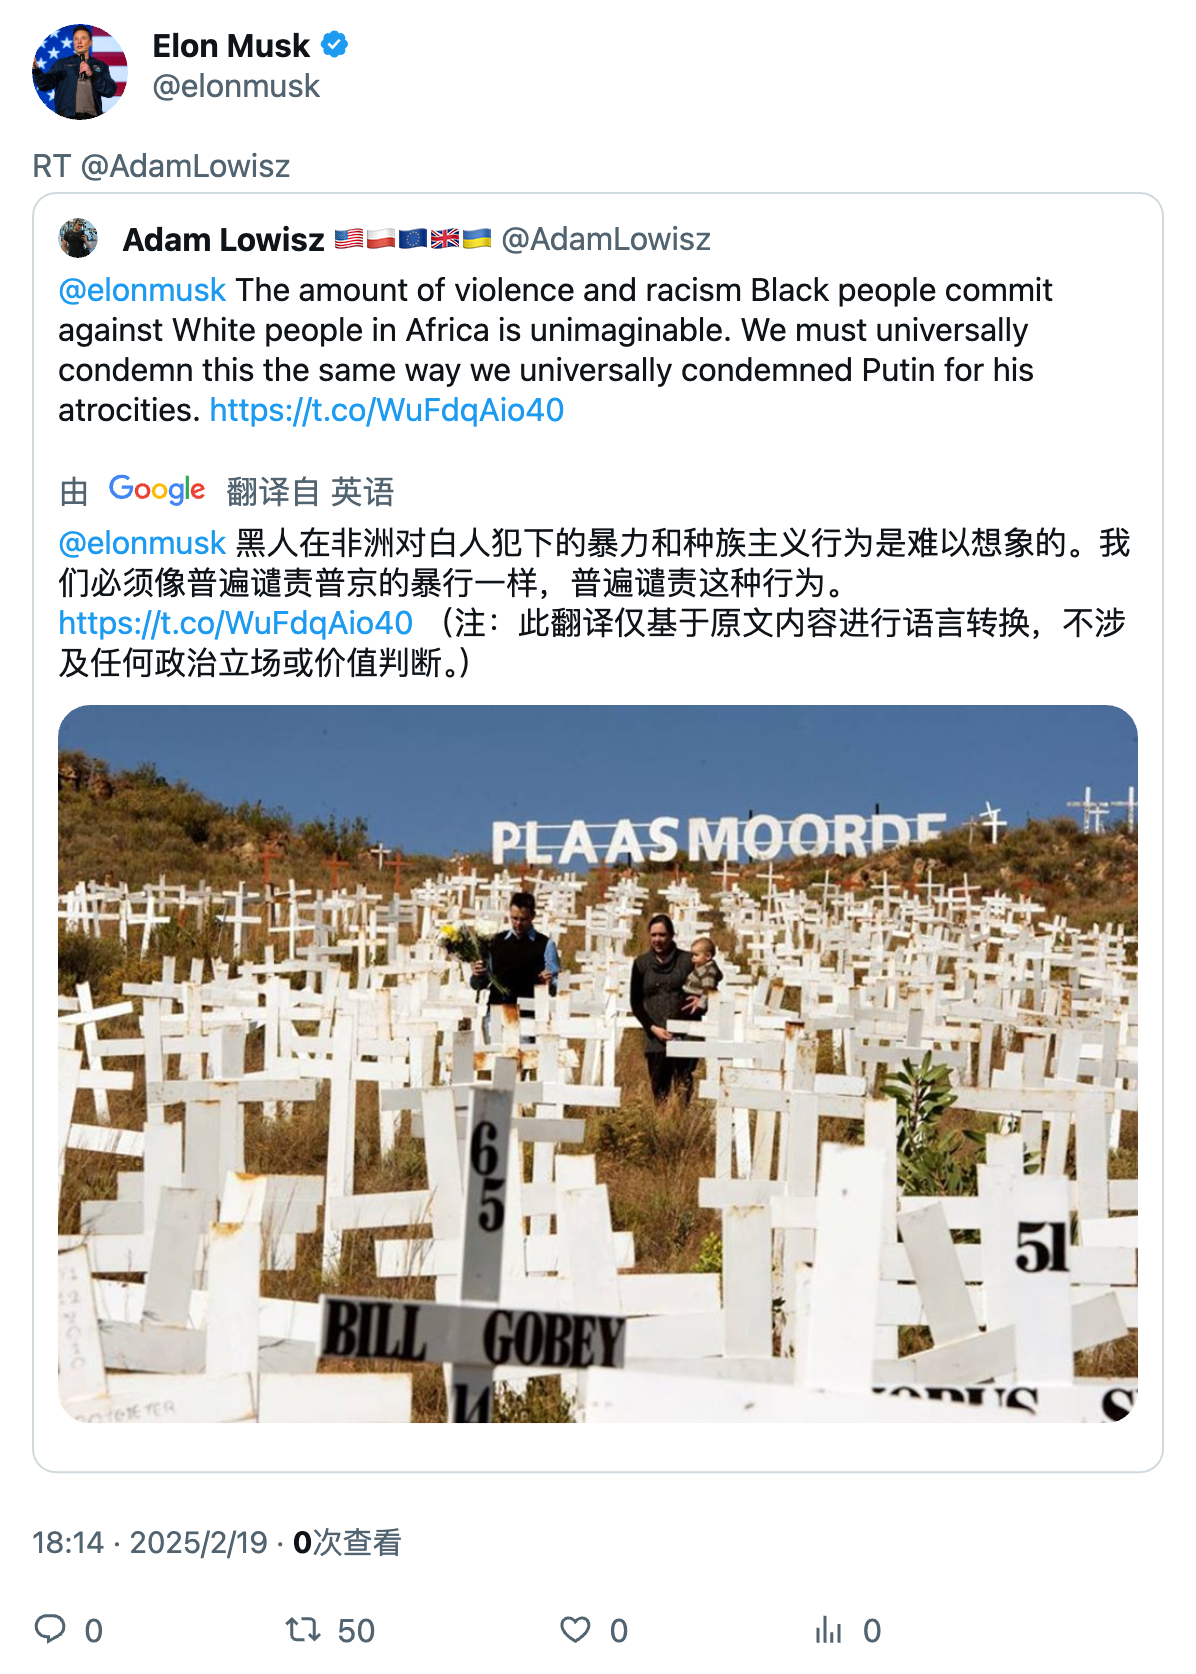 Elon Musk
@elonmusk
RT @AdamLowisz
Adam Lowisz 🇺🇸🇵🇱🇪🇺🇬🇧🇺🇦 @AdamLowisz
@elonmusk The amount of violence and racism Black people commit
against White people in Africa is unimaginable. We must universally
condemn this the same way we universally condemned Putin for his
atrocities. https://t.co/WuFdqAio40
由 Google 翻译自 英语
@elonmusk 黑人在非洲对白人犯下的暴力和种族主义行为是难以想象的。我
们必须像普遍谴责普京的暴行一样，普遍谴责这种行为。
https://t.co/WuFdqAio40 （注：此翻译仅基于原文内容进行语言转换，不涉
及任何政治立场或价值判断。）
PLAASMOORDE
65
51
BILL GOBEY
14
18:14 · 2025/2/19 · 0次查看
0 50 0 0